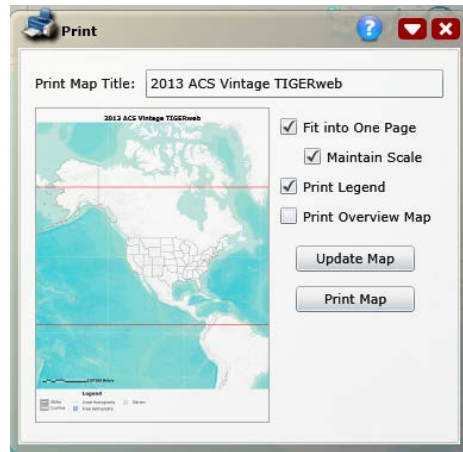 Print
Print Map Title: 2013 ACS Vintage TIGERweb
2013 ACS Vintage TIGERweb
Fit into One Page
Maintain Scale
Print Legend
Print Overview Map
Update Map
Print Map
Legend